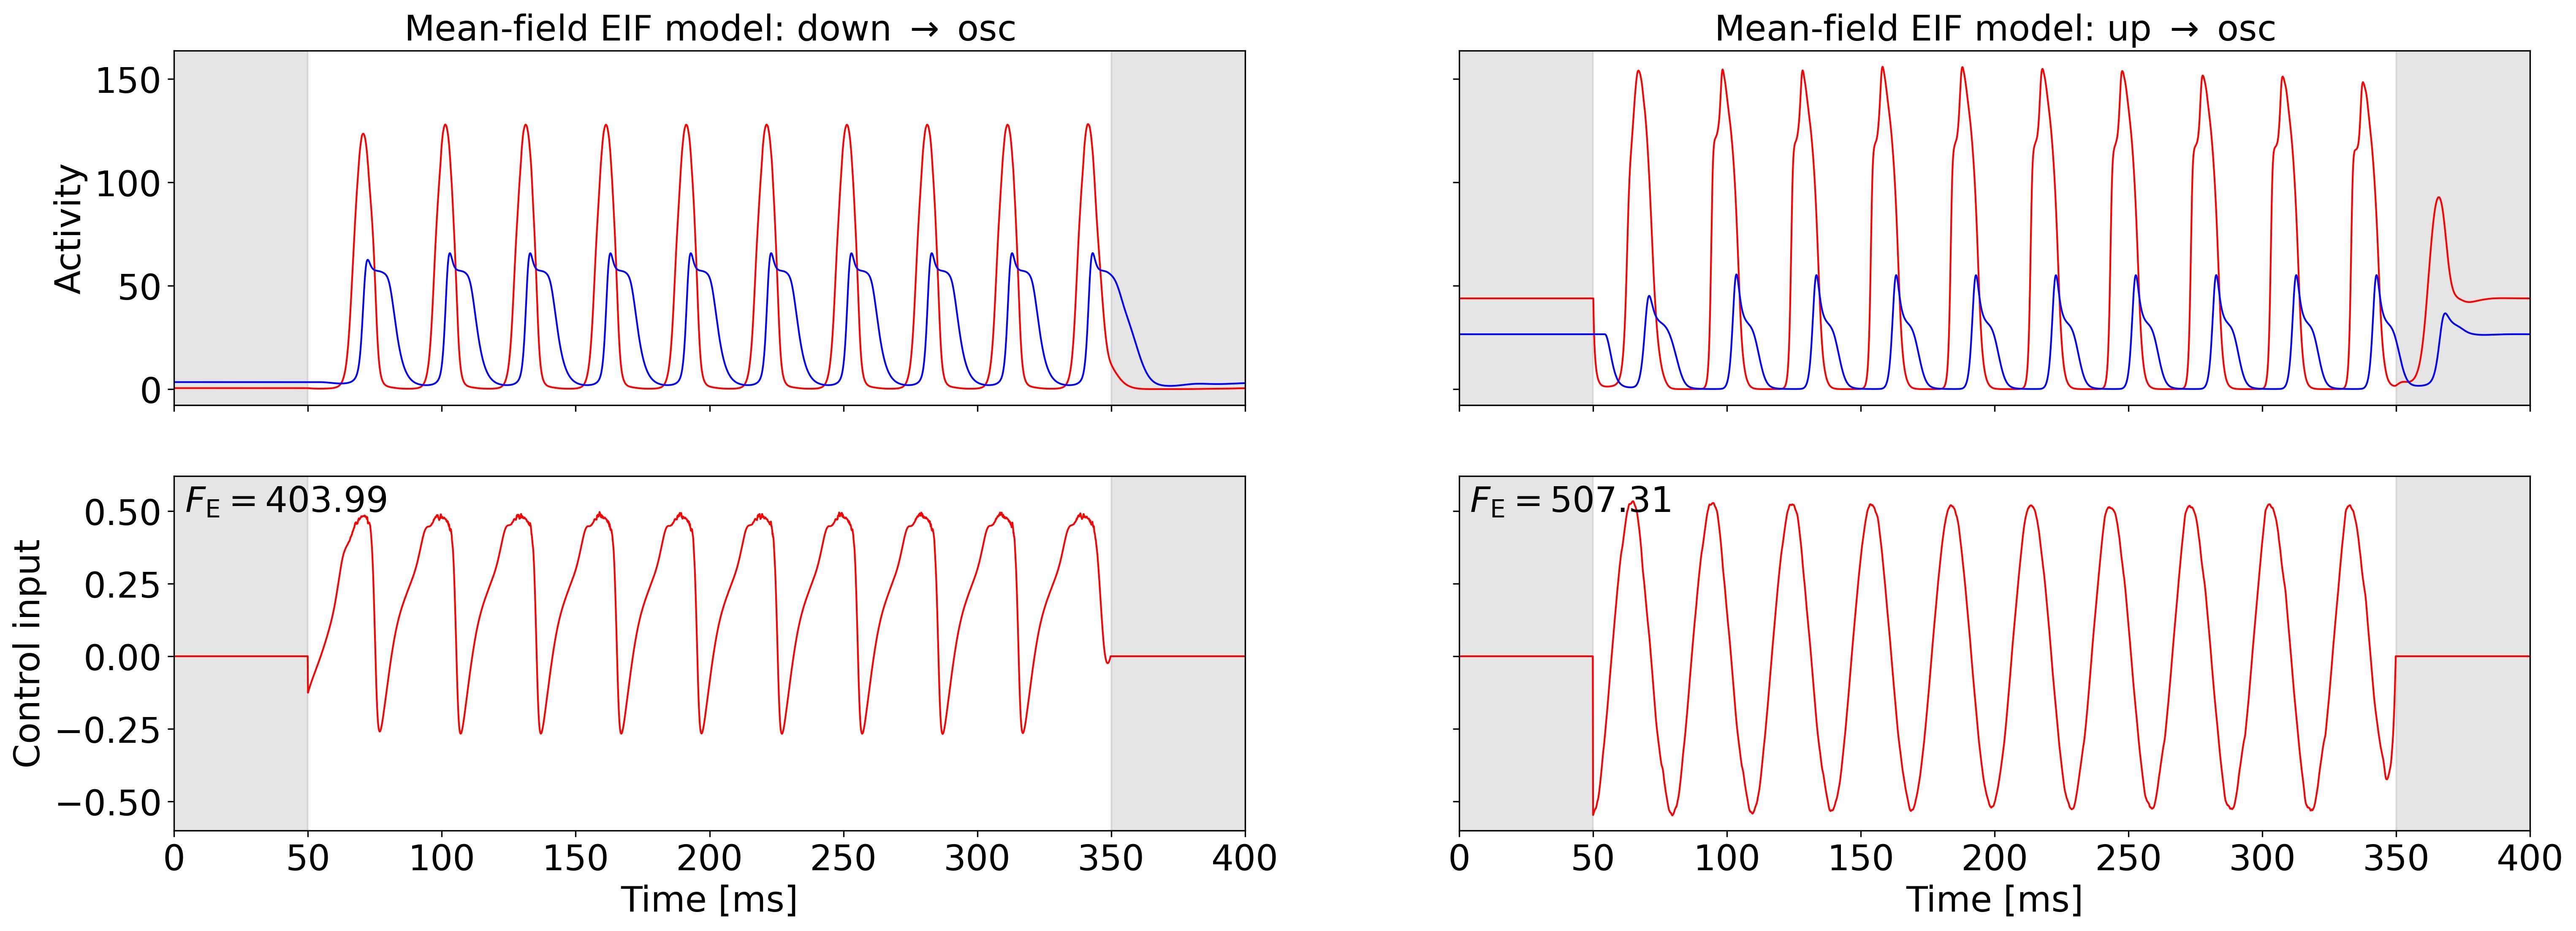 Mean-field EIF model: down → osc
150
100
50
0
Activity
Mean-field EIF model: up → osc
F_E = 403.99
0.50
0.25
0.00
−0.25
−0.50
Control input
0 50 100 150 200 250 300 350 400
Time [ms]
F_E = 507.31
0 50 100 150 200 250 300 350 400
Time [ms]